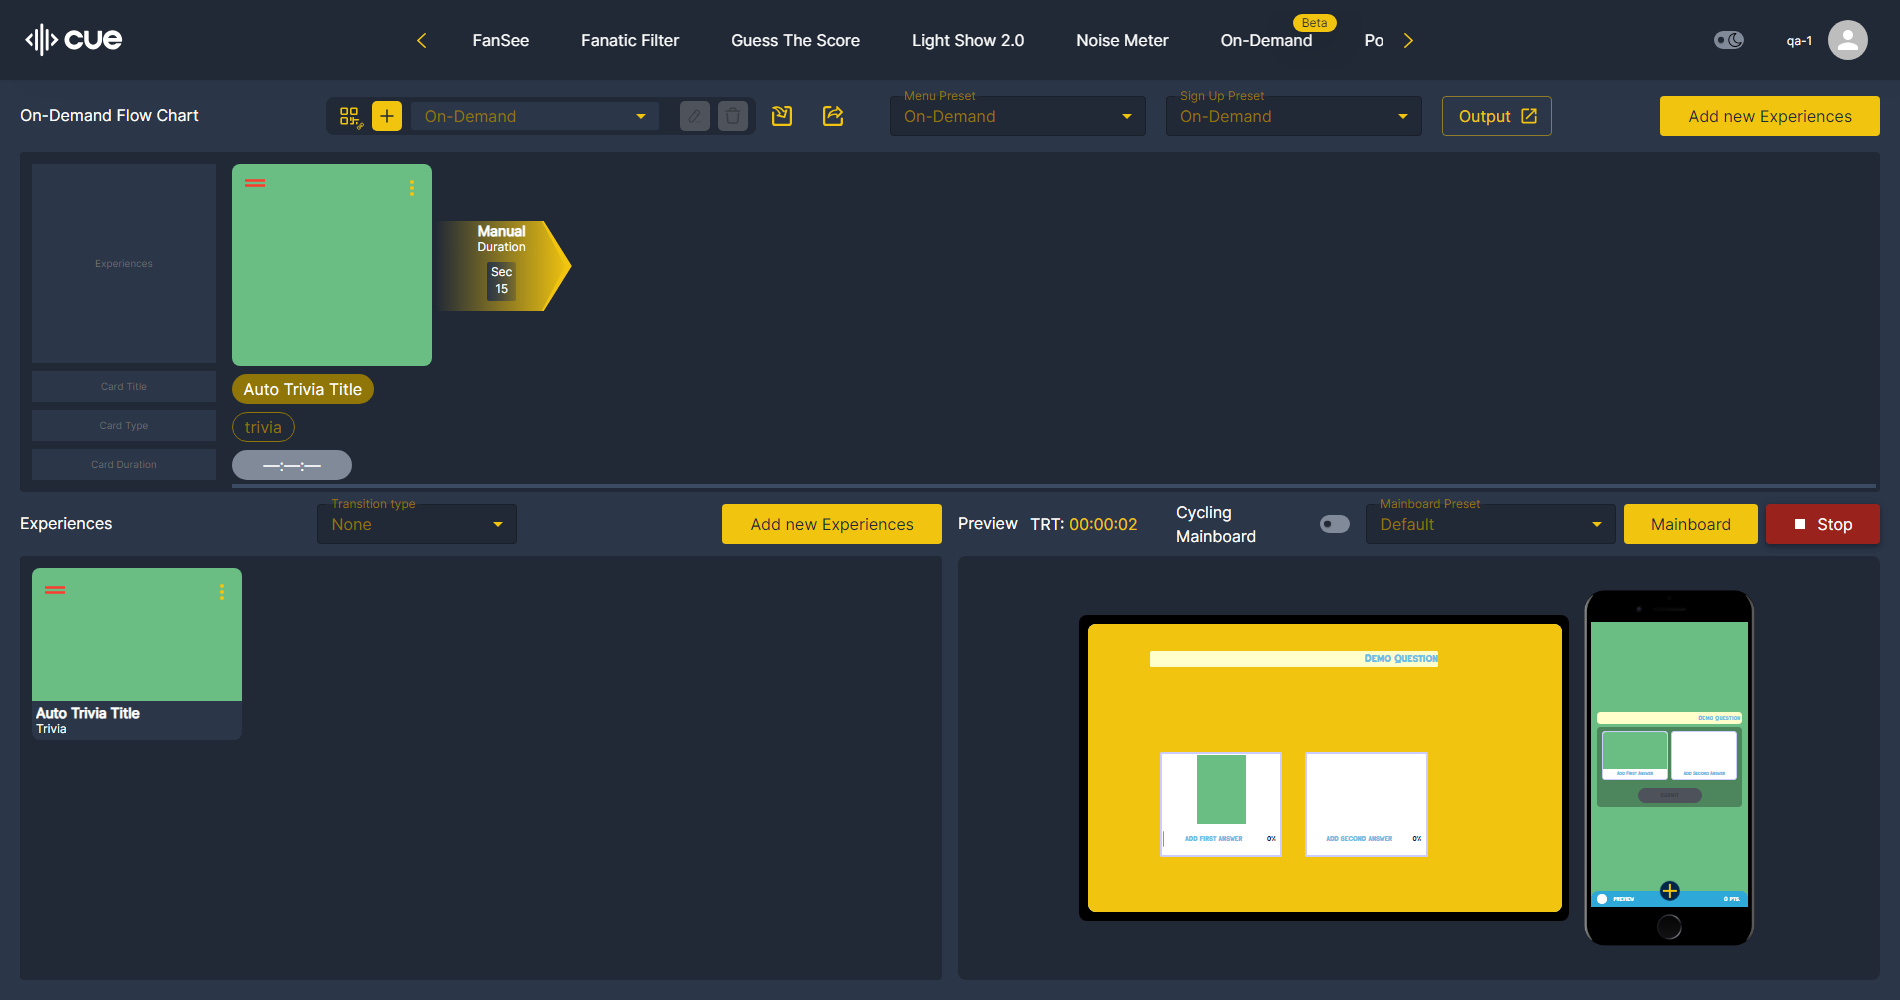 cue
FanSee
Fanatic Filter
Guess The Score
Light Show 2.0
Noise Meter
Beta
On-Demand
Po
qa-1
On-Demand Flow Chart
On-Demand
Menu Preset
On-Demand
Sign Up Preset
On-Demand
Output
Add new Experiences
Experiences
Manual
Duration
Sec
15
Card Title
Auto Trivia Title
Card Type
trivia
Card Duration
—:—:—
Experiences
Transition type
None
Add new Experiences
Preview
TRT: 00:00:02
Cycling
Mainboard
Mainboard Preset
Default
Mainboard
Stop
Auto Trivia Title
Trivia
Demo Question
Add First Answer
0%
Add Second Answer
0%
Demo Question
Add First Answer
Add Second Answer
Preview
0 PTS.